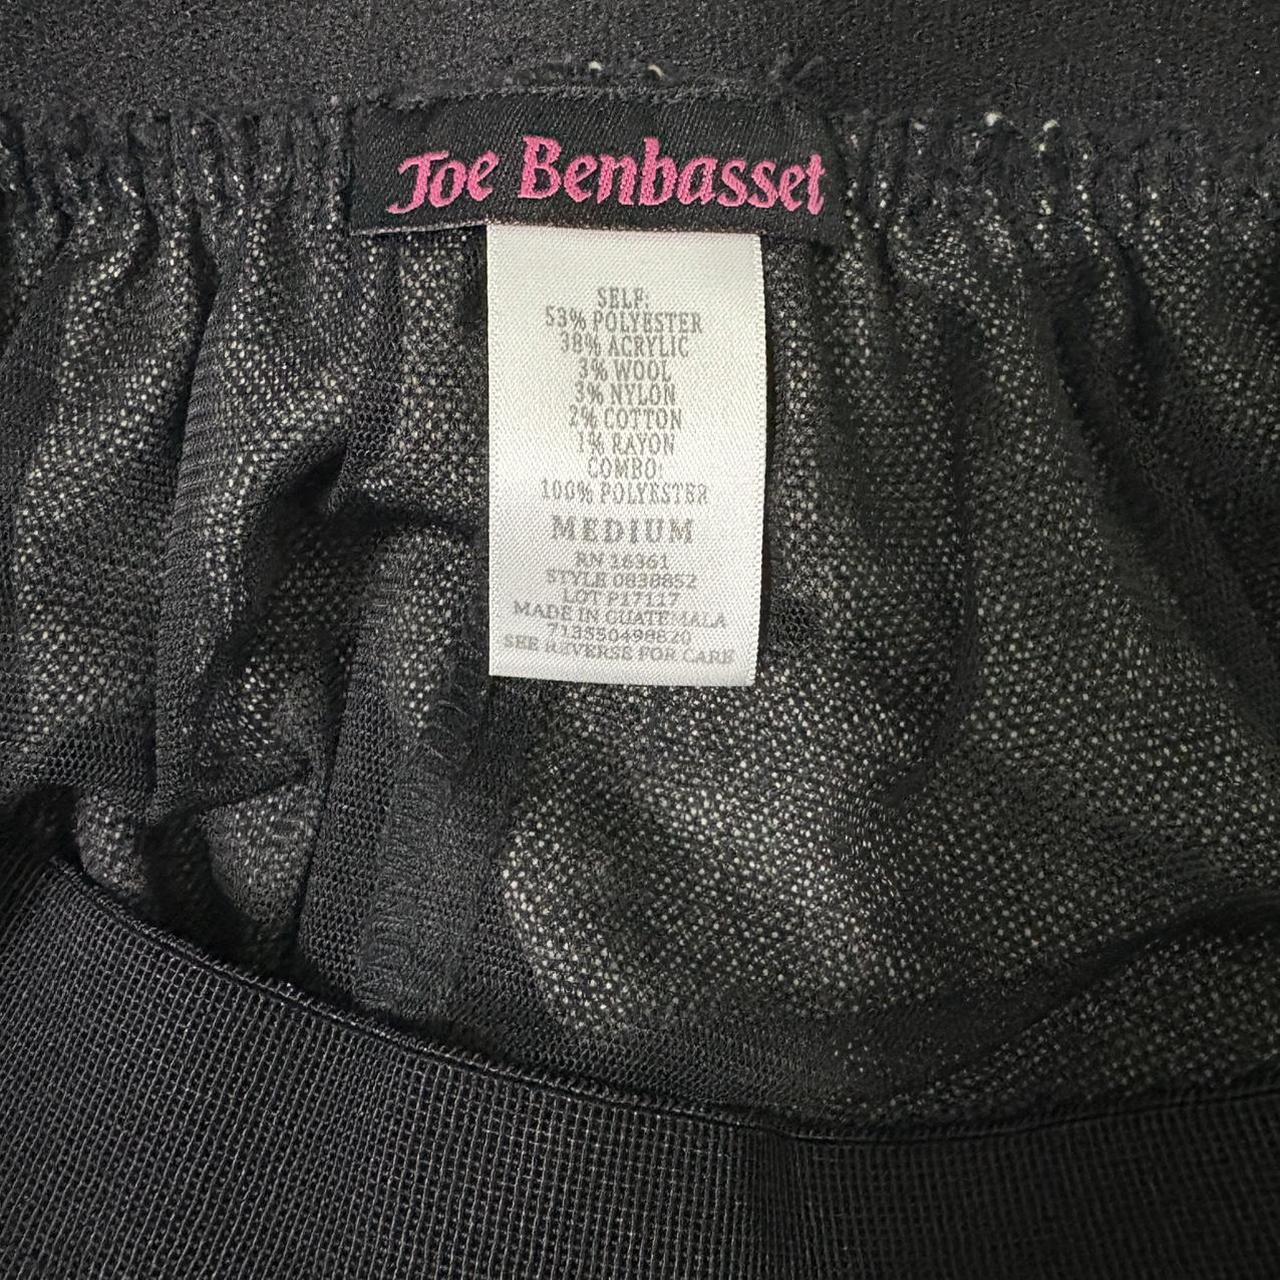 Joe Benbasset
SELF:
53% POLYESTER
38% ACRYLIC
3% WOOL
3% NYLON
2% COTTON
1% RAYON
COMBO:
100% POLYESTER
MEDIUM
RN 16361
STYLE 0838852
LOT P17117
MADE IN GUATEMALA
713550498820
SEE REVERSE FOR CARE